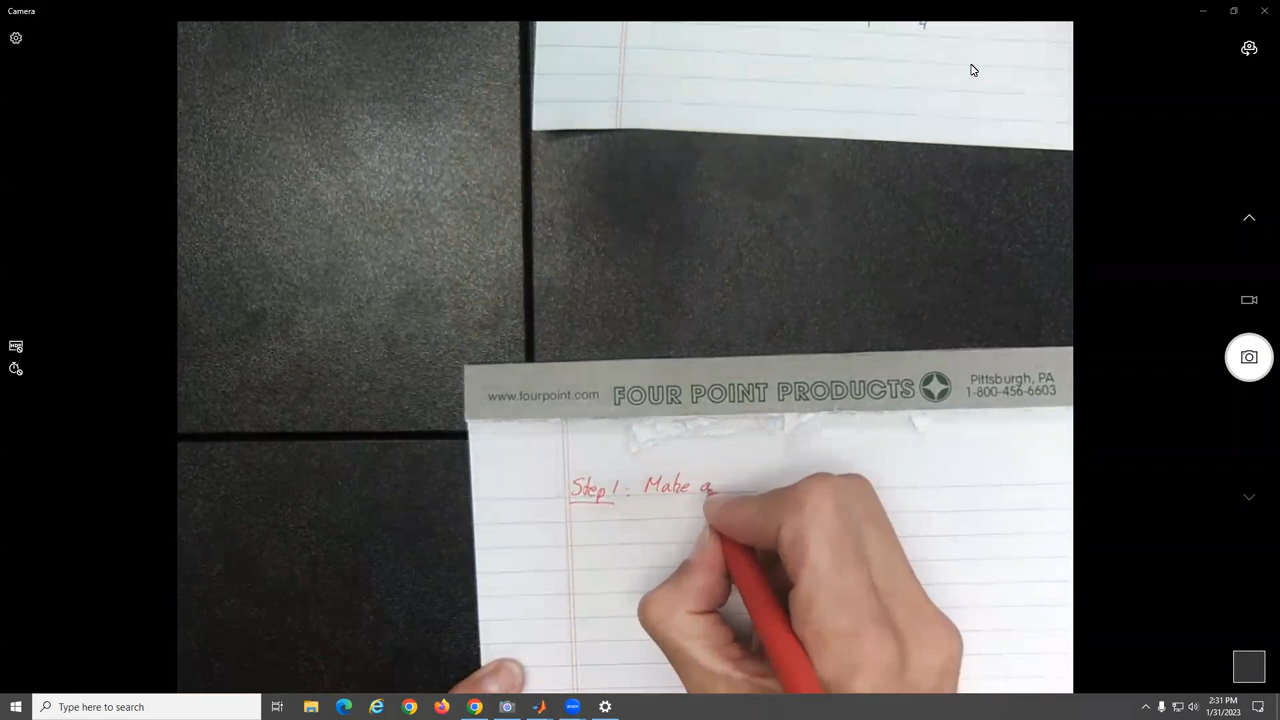 Camera
www.fourpoint.com FOUR POINT PRODUCTS Pittsburgh, PA
1-800-456-6603
Step 1: Make a
Type here to search
2:31 PM
1/31/2023